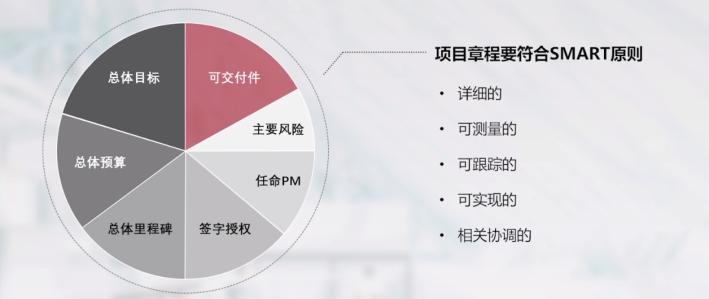 总体目标
可交付件
主要风险
总体预算
任命PM
总体里程碑
签字授权
项目章程要符合SMART原则
• 详细的
• 可测量的
• 可跟踪的
• 可实现的
• 相关协调的